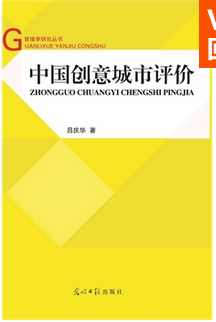 G 管理学研究丛书
UANLIXUE YANJIU CONGSHU
中国创意城市评价
ZHONGGUO CHUANGYI CHENGSHI PINGJIA
吕庆华 著
光明日报出版社